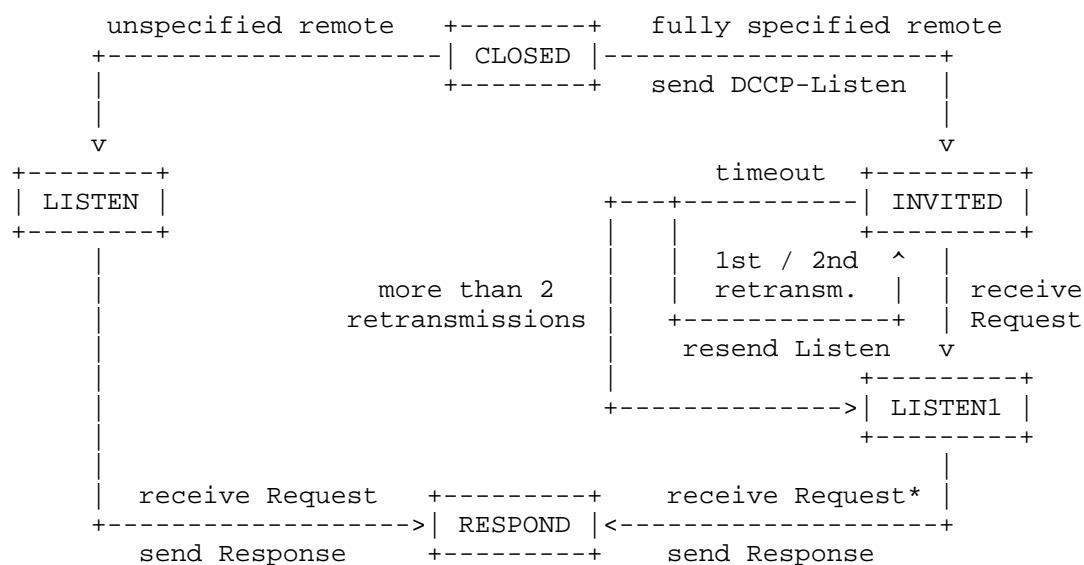 unspecified remote fully specified remote
CLOSED
send DCCP-Listen
timeout
LISTEN INVITED
1st / 2nd
more than 2 retransm. receive
retransmissions Request
resend Listen
LISTEN1
receive Request receive Request*
RESPOND
send Response send Response